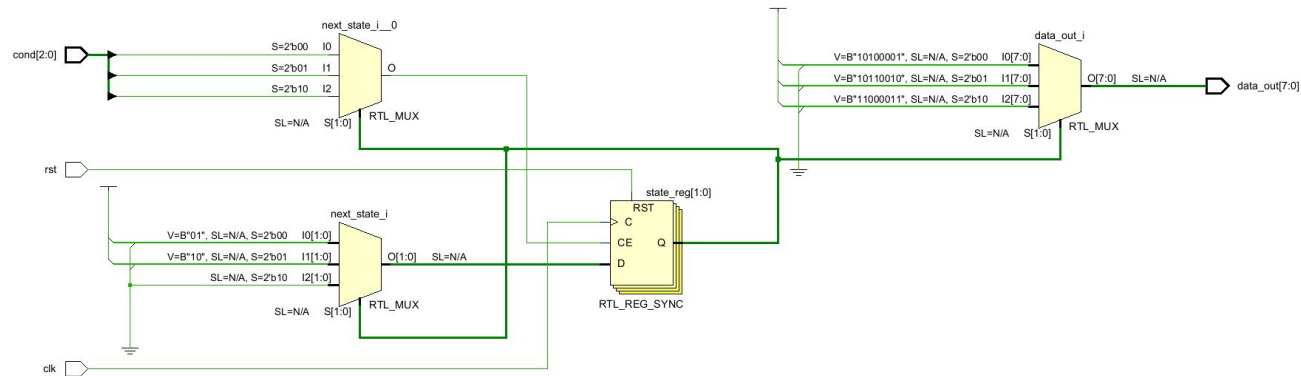 next_state_i__0
cond[2:0]
S=2'b00 I0
S=2'b01 I1
S=2'b10 I2
O
SL=N/A S[1:0]
RTL_MUX
data_out_i
V=B"10100001", SL=N/A, S=2'b00 I0[7:0]
V=B"10110010", SL=N/A, S=2'b01 I1[7:0]
V=B"11000011", SL=N/A, S=2'b10 I2[7:0]
O[7:0] SL=N/A
data_out[7:0]
SL=N/A S[1:0]
RTL_MUX
rst
state_reg[1:0]
RST
C
CE
D
Q
RTL_REG_SYNC
next_state_i
V=B"01", SL=N/A, S=2'b00 I0[1:0]
V=B"10", SL=N/A, S=2'b01 I1[1:0]
SL=N/A, S=2'b10 I2[1:0]
O[1:0] SL=N/A
SL=N/A S[1:0]
RTL_MUX
clk